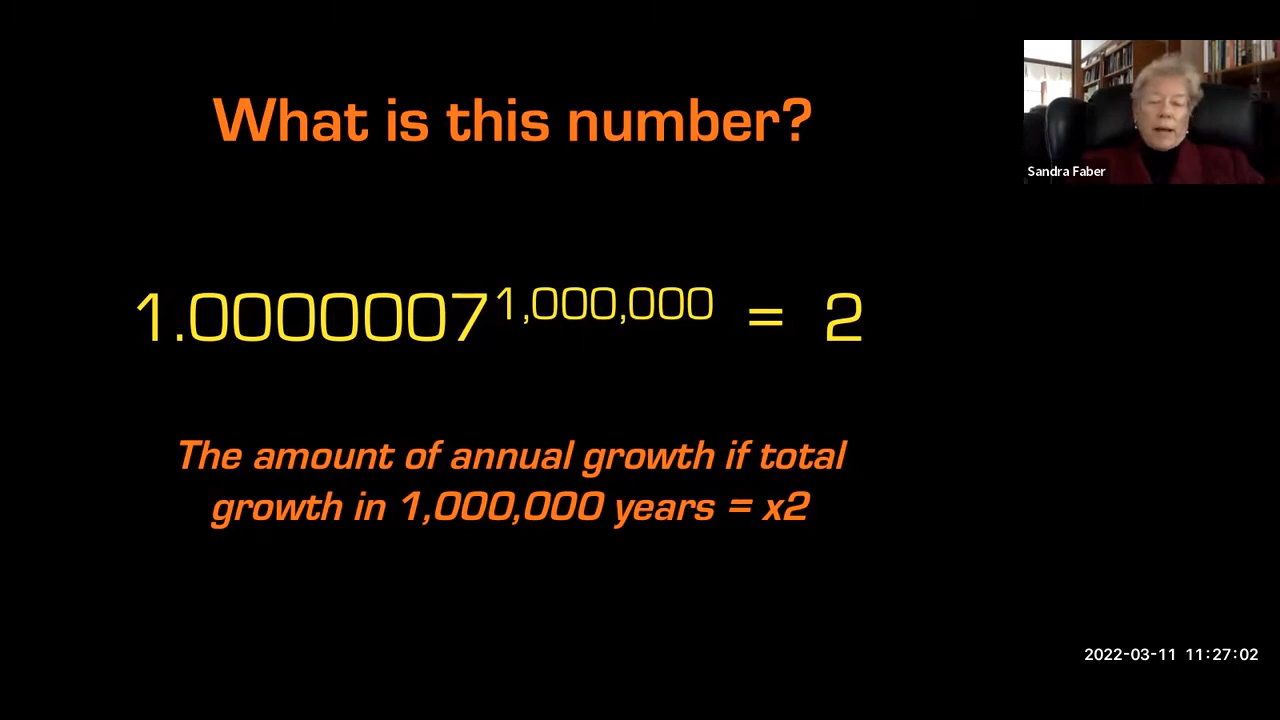 What is this number?
Sandra Faber
1.0000007^1,000,000 = 2
The amount of annual growth if total
growth in 1,000,000 years = x2
2022-03-11 11:27:02